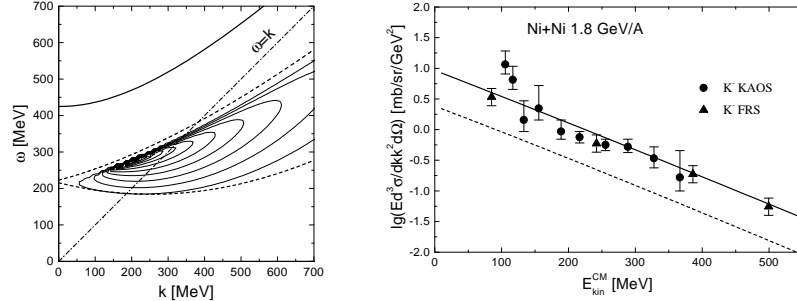 700
600
500
400
300
200
100
0
0 100 200 300 400 500 600 700
ω [MeV]
k [MeV]
ω=k
2.0
1.5
1.0
0.5
0.0
-0.5
-1.0
-1.5
-2.0
0 100 200 300 400 500
lg(Ed³σ/dkk²dΩ) [mb/sr/GeV²]
E_kin^CM [MeV]
Ni+Ni 1.8 GeV/A
K⁻ KAOS
K⁻ FRS